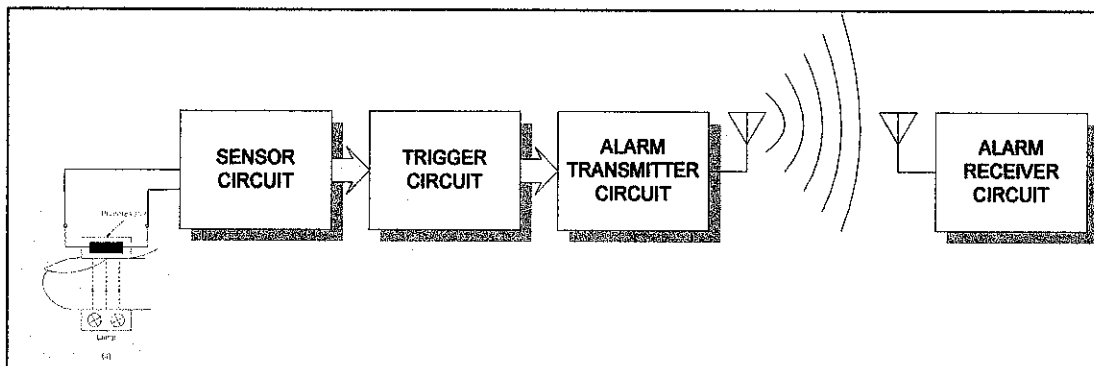 SENSOR
CIRCUIT
TRIGGER
CIRCUIT
ALARM
TRANSMITTER
CIRCUIT
ALARM
RECEIVER
CIRCUIT
Lamp
(a)